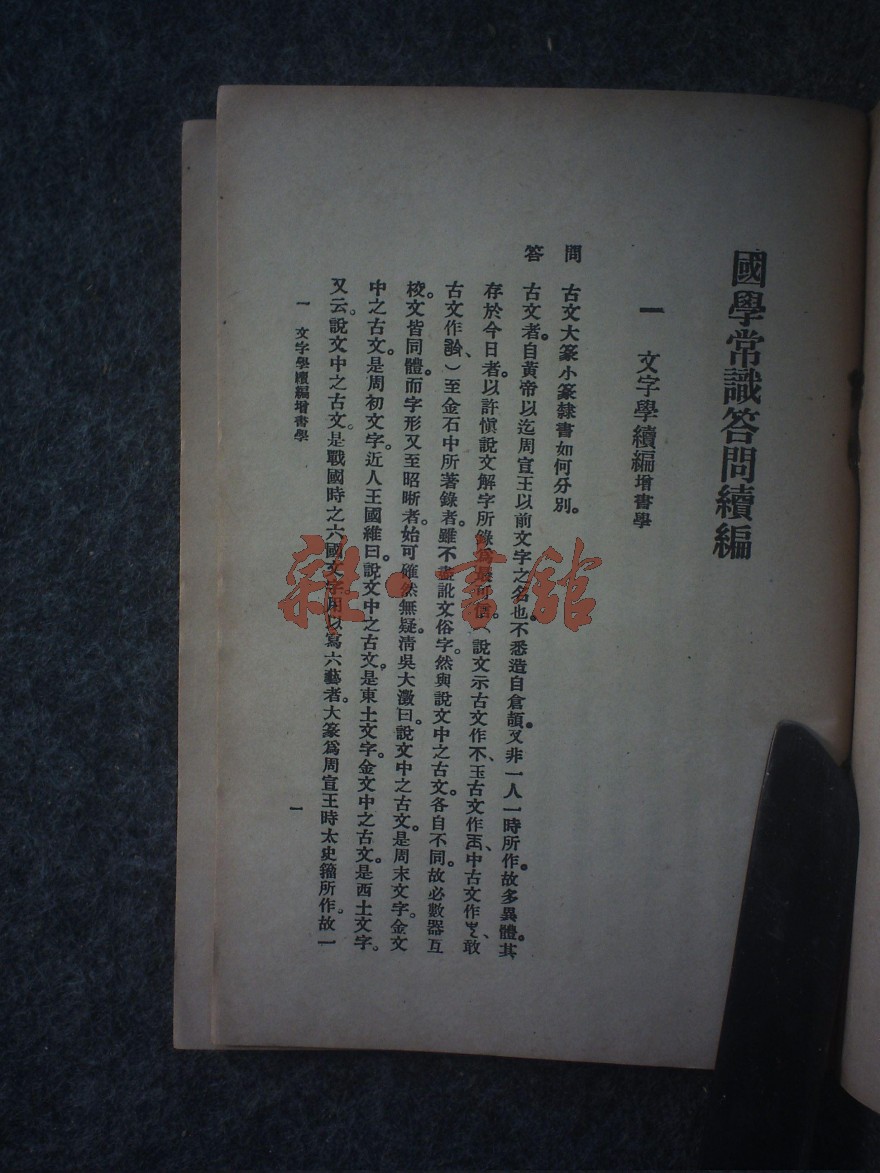 國學常識答問續編
一 文字學續編增書學
問 古文大篆小篆隸書如何分別。
答 古文者。自黃帝以迄周宣王以前文字之名也。不悉造自倉頡。又非一人一時所作。故多異體。其
存於今日者。以許愼說文解字所錄爲最可信。(說文示古文作不、玉古文作、中古文作、敢
古文作、)至金石中所著錄者。雖不盡訛文俗字。然與說文中之古文。各自不同。故必數器互
校。文皆同體。而字形又至昭晰者。始可確然無疑。淸吳大澂曰。說文中之古文。是周末文字。金文
中之古文。是周初文字。近人王國維曰。說文中之古文。是東土文字。金文中之古文。是西土文字。
又云。說文中之古文。是戰國時之六國文字。用以寫六藝者。大篆爲周宣王時太史籀所作。故一
一 文字學續編增書學
一
雜·書館